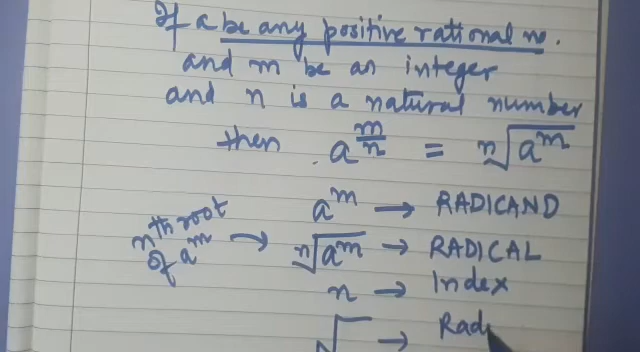 If a be any positive rational no.
and m be an integer
and n is a natural number
then a^(m/n) = ⁿ√(a^m)
a^m → RADICAND
nth root of a^m → ⁿ√(a^m) → RADICAL
n → Index
√ → Rad